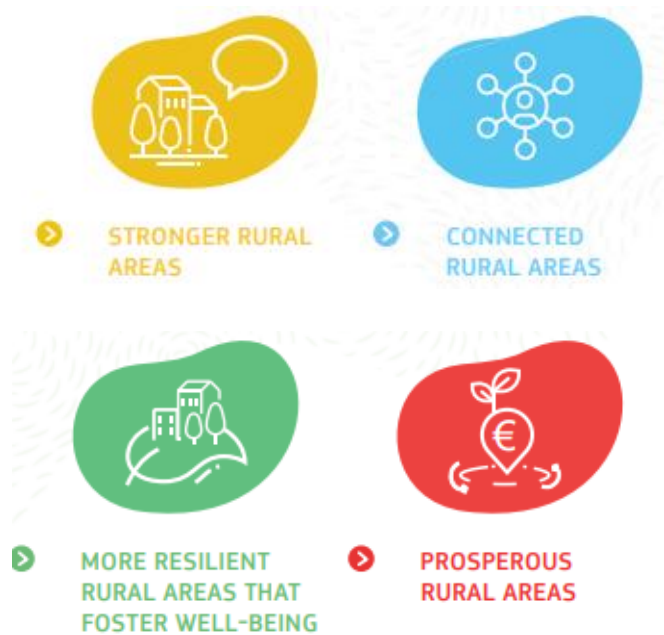 STRONGER RURAL
AREAS
CONNECTED
RURAL AREAS
MORE RESILIENT
RURAL AREAS THAT
FOSTER WELL-BEING
€
PROSPEROUS
RURAL AREAS